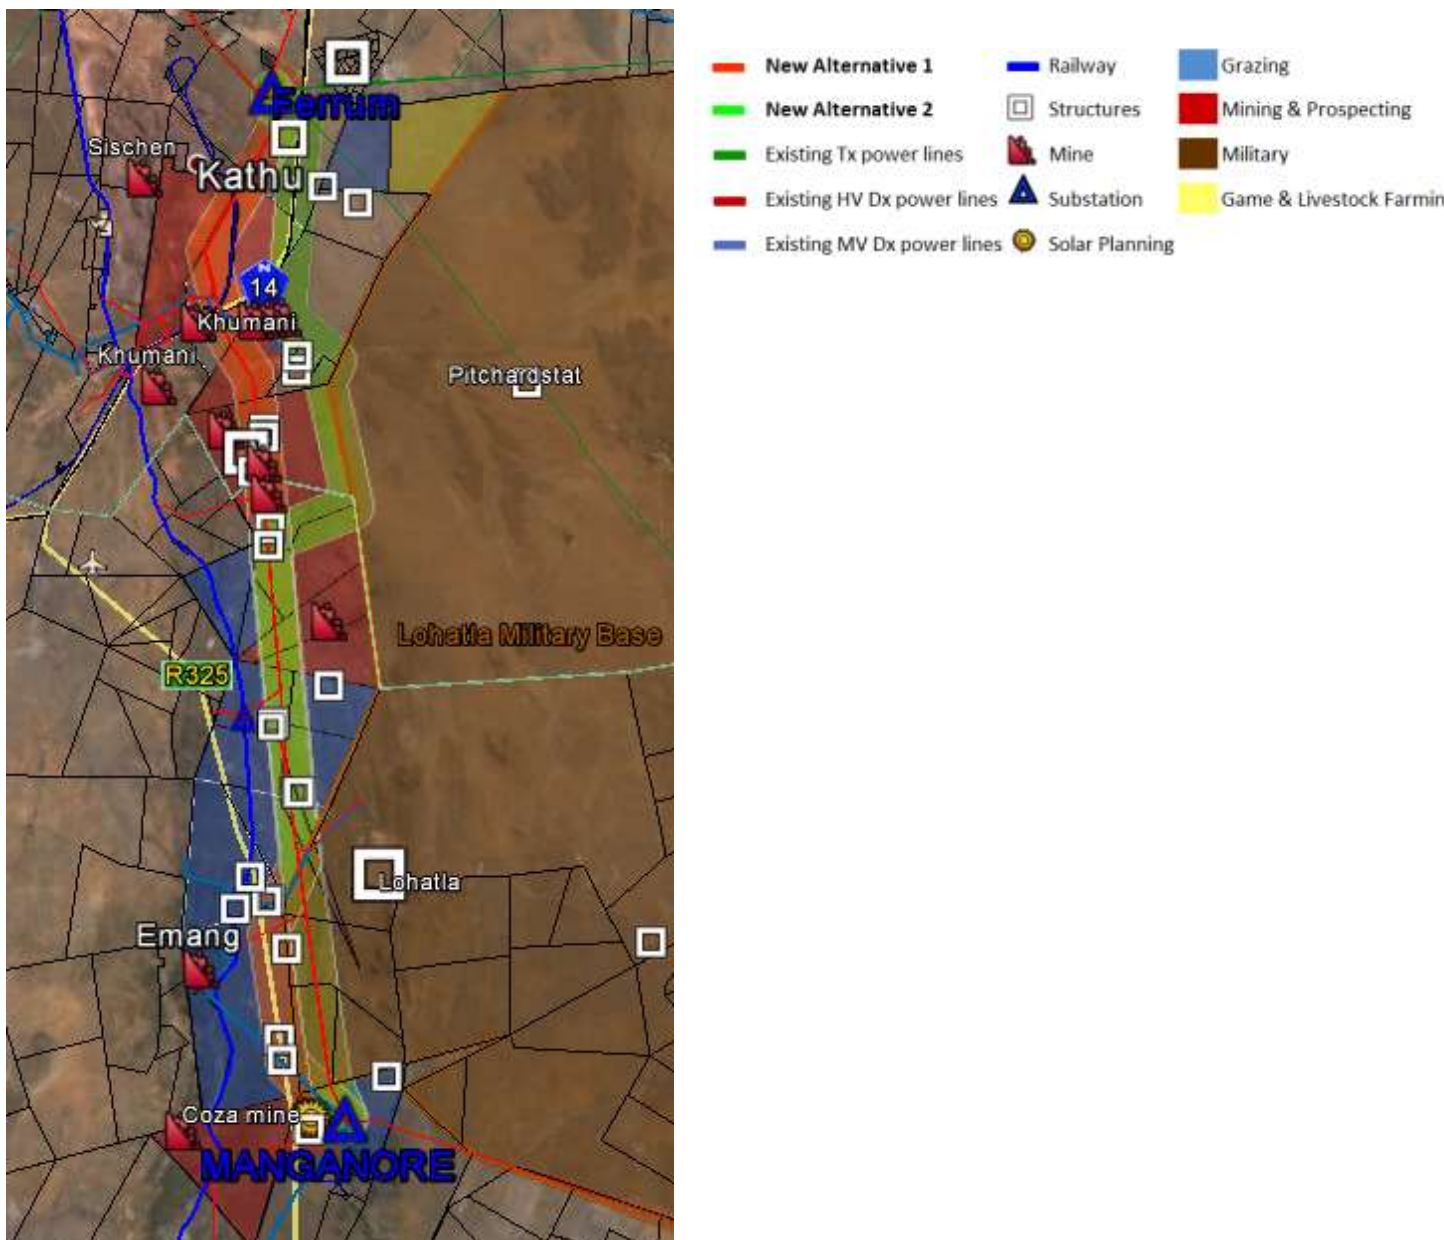 Ferrum
Sischen
Kathu
N
14
Khumani
Khumani
Pitchardstat
Lohatla Military Base
R325
Lohatla
Emang
Coza mine
MANGANORE
New Alternative 1
New Alternative 2
Existing Tx power lines
Existing HV Dx power lines
Existing MV Dx power lines
Railway
Structures
Mine
Substation
Solar Planning
Grazing
Mining & Prospecting
Military
Game & Livestock Farmin